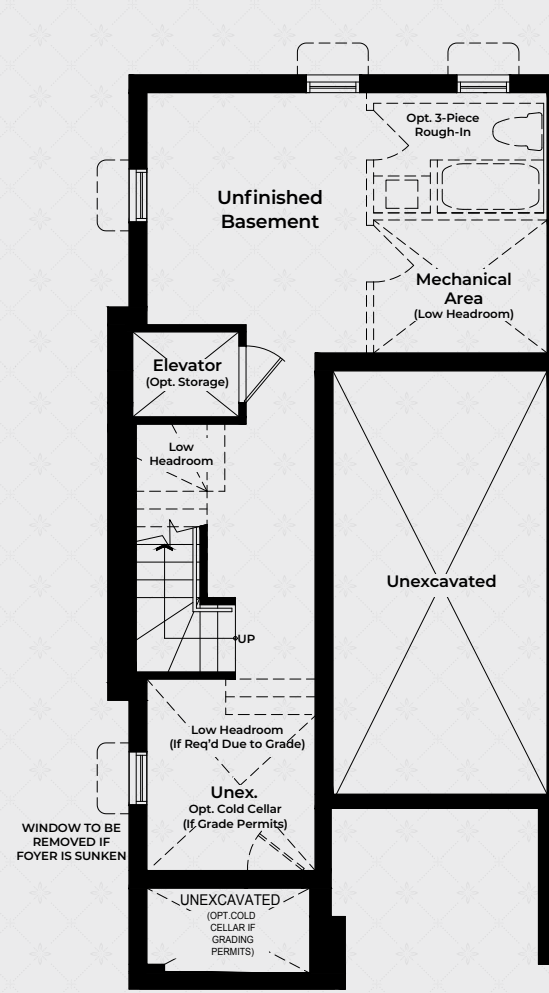 Opt. 3-Piece
Rough-In
Unfinished
Basement
Mechanical
Area
(Low Headroom)
Elevator
(Opt. Storage)
Low
Headroom
Unexcavated
UP
Low Headroom
(If Req'd Due to Grade)
Unex.
Opt. Cold Cellar
(If Grade Permits)
WINDOW TO BE
REMOVED IF
FOYER IS SUNKEN
UNEXCAVATED
(OPT.COLD
CELLAR IF
GRADING
PERMITS)